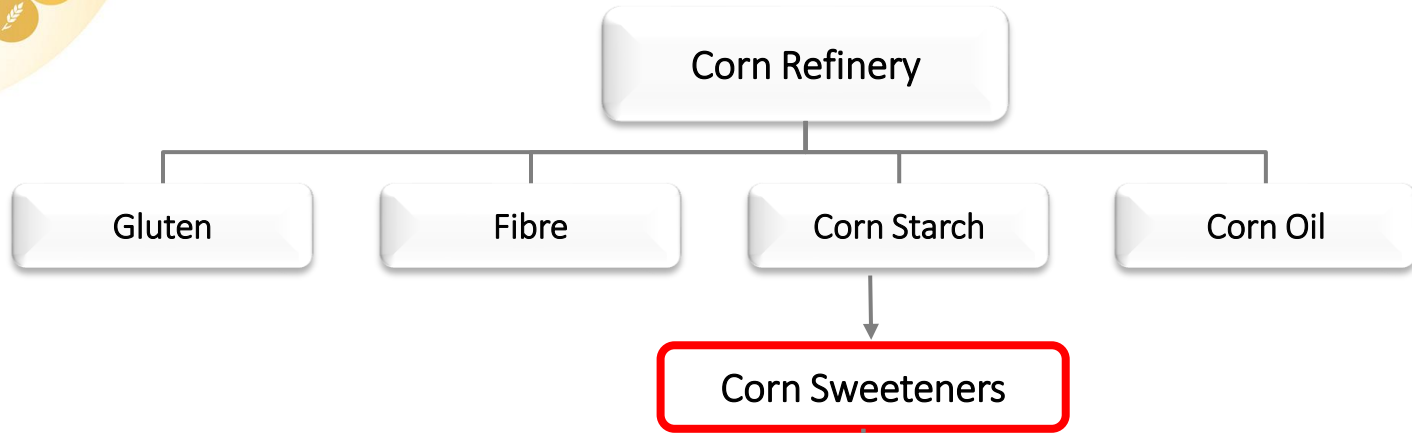 Corn Refinery
Gluten
Fibre
Corn Starch
Corn Oil
Corn Sweeteners